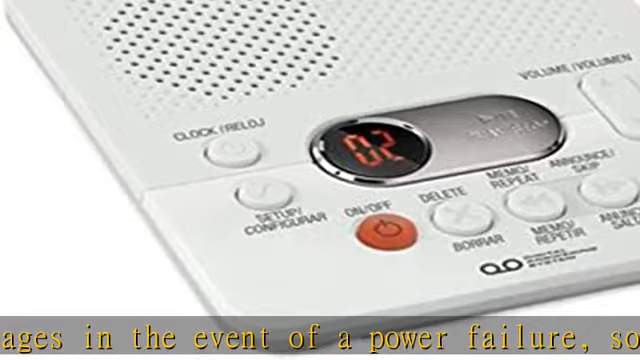 VOLUME/VOLUMEN
CLOCK/RELOJ
02
SETUP/
CONFIGURAR
ON/OFF
DELETE
BORRAR
MEMO/
REPEAT
MEMO/
REPETIR
ANNOUNCE/
SKIP
ages in the event of a power failure, so